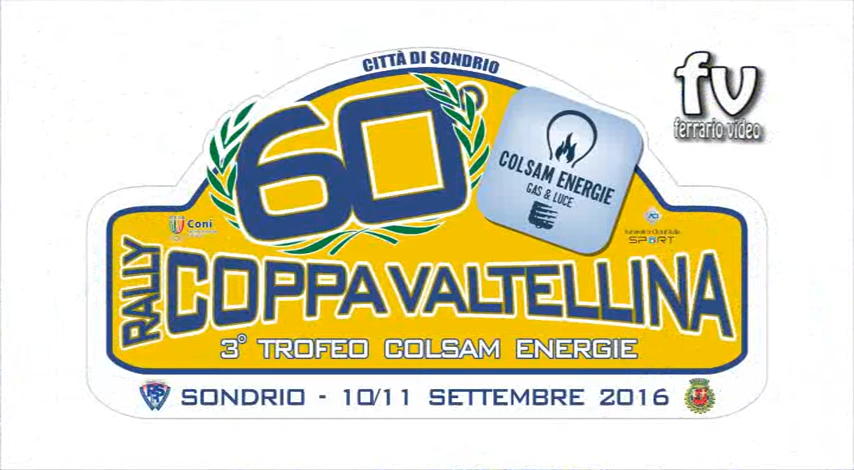 CITTÀ DI SONDRIO
60°
fv
ferrario video
COLSAM ENERGIE
GAS & LUCE
Coni
SPORT
RALLY
COPPA VALTELLINA
3° TROFEO COLSAM ENERGIE
SONDRIO - 10/11 SETTEMBRE 2016